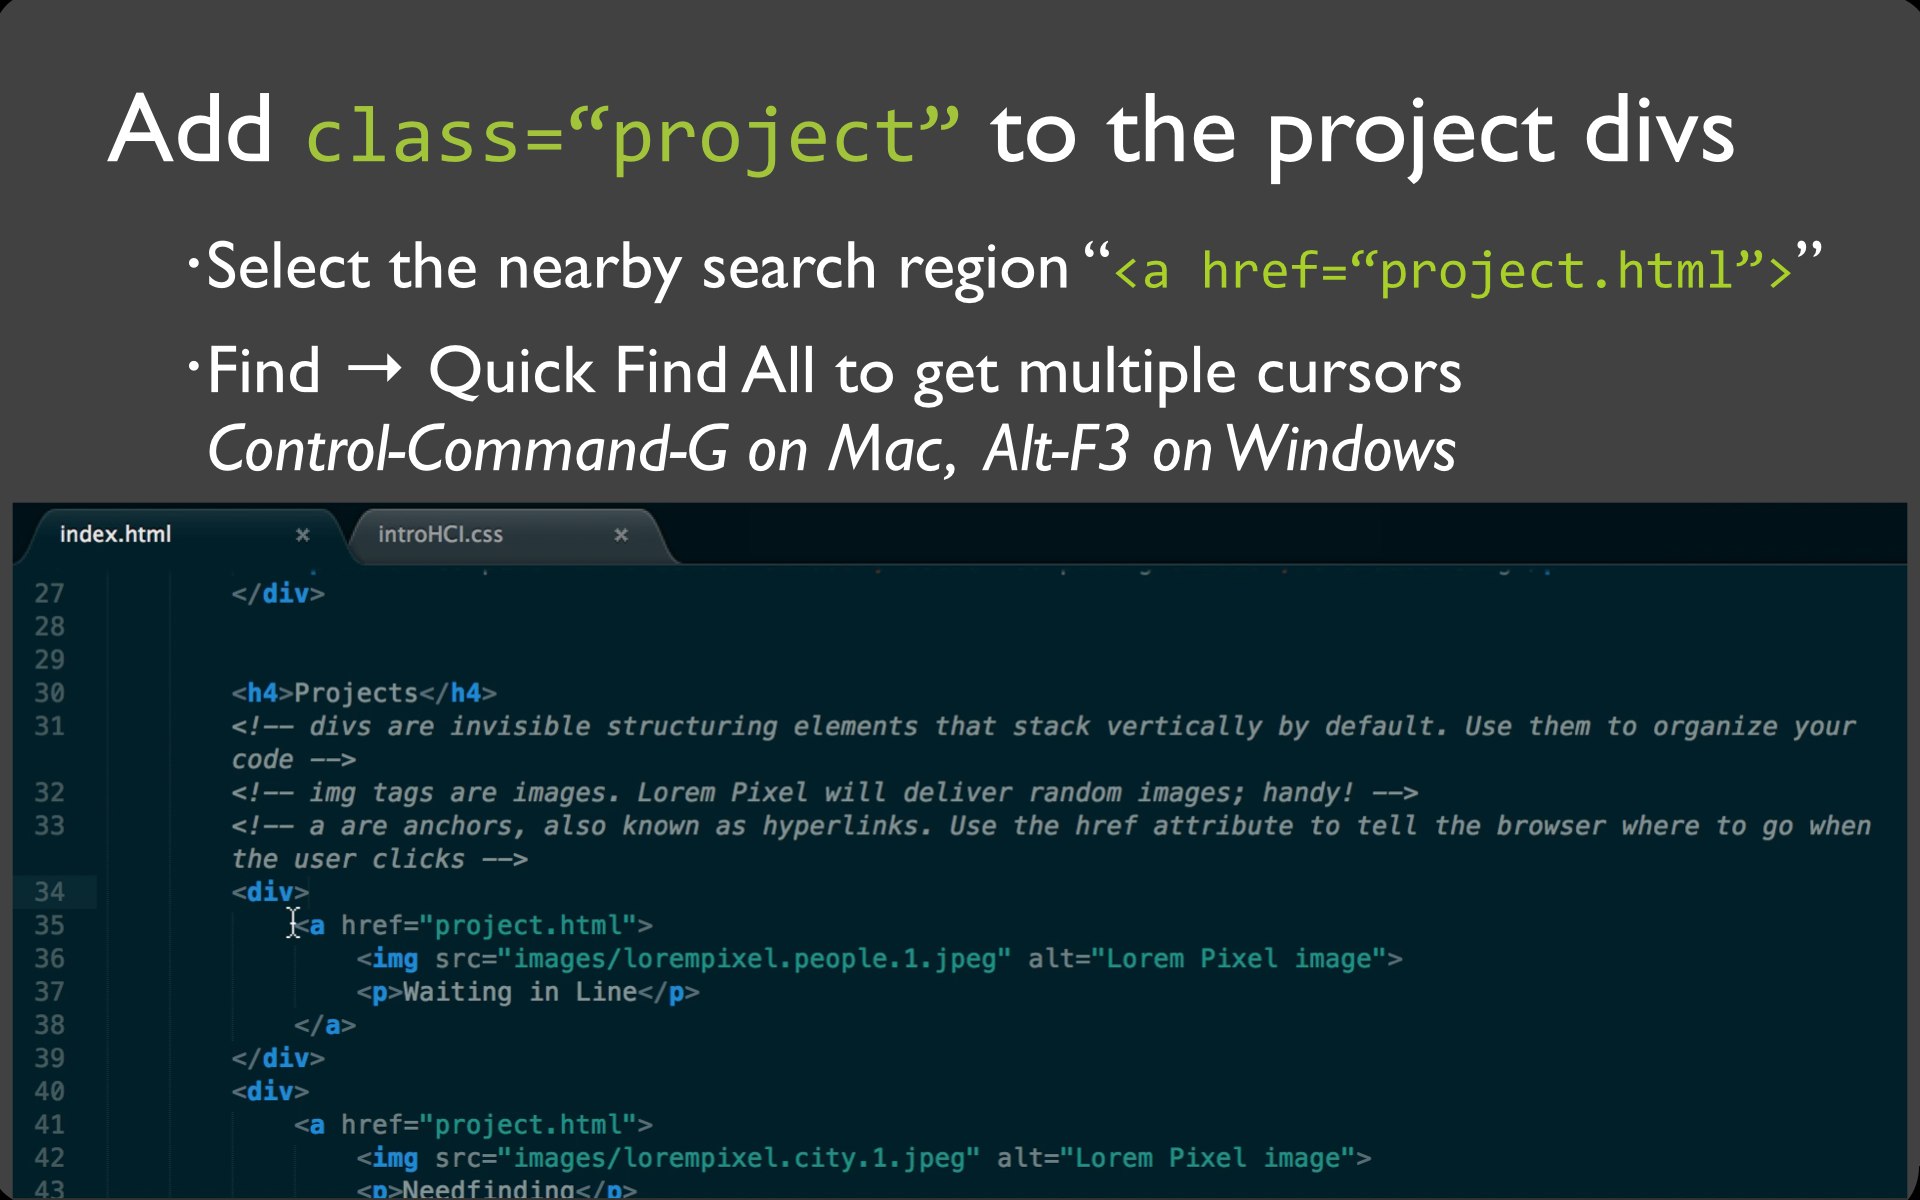 Add class=“project” to the project divs
•Select the nearby search region “<a href=“project.html”>”
•Find → Quick Find All to get multiple cursors
Control-Command-G on Mac, Alt-F3 on Windows
index.html × introHCI.css ×
27 </div>
28
29
30 <h4>Projects</h4>
31 <!-- divs are invisible structuring elements that stack vertically by default. Use them to organize your
code -->
32 <!-- img tags are images. Lorem Pixel will deliver random images; handy! -->
33 <!-- a are anchors, also known as hyperlinks. Use the href attribute to tell the browser where to go when
the user clicks -->
34 <div>
35 <a href="project.html">
36 <img src="images/lorempixel.people.1.jpeg" alt="Lorem Pixel image">
37 <p>Waiting in Line</p>
38 </a>
39 </div>
40 <div>
41 <a href="project.html">
42 <img src="images/lorempixel.city.1.jpeg" alt="Lorem Pixel image">
43 <p>Needfinding</p>